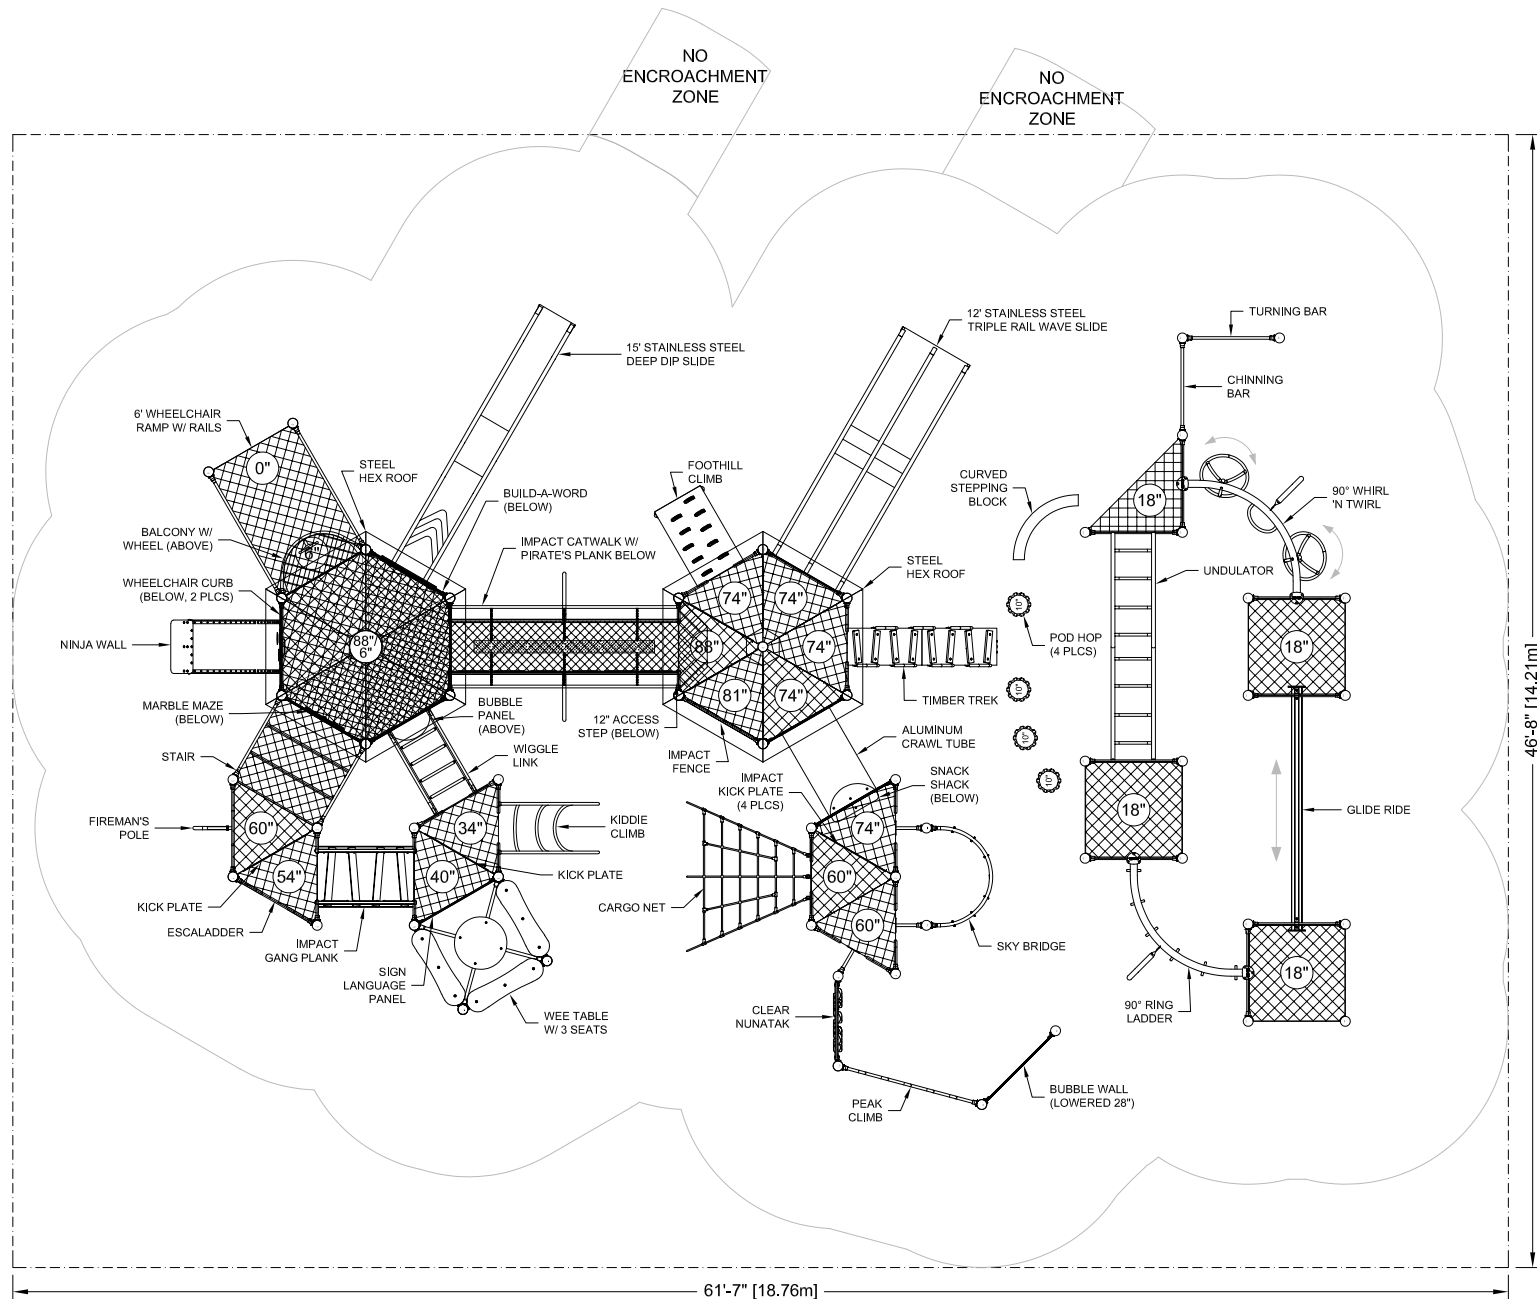 NO
ENCROACHMENT
ZONE
NO
ENCROACHMENT
ZONE
TURNING BAR
12' STAINLESS STEEL
TRIPLE RAIL WAVE SLIDE
15' STAINLESS STEEL
DEEP DIP SLIDE
CHINNING
BAR
6' WHEELCHAIR
RAMP W/ RAILS
0"
STEEL
HEX ROOF
FOOTHILL
CLIMB
CURVED
STEPPING
BLOCK
18"
90° WHIRL
'N TWIRL
BUILD-A-WORD
(BELOW)
BALCONY W/
WHEEL (ABOVE)
6"
IMPACT CATWALK W/
PIRATE'S PLANK BELOW
STEEL
HEX ROOF
UNDULATOR
WHEELCHAIR CURB
(BELOW, 2 PLCS)
74"
74"
10"
POD HOP
(4 PLCS)
NINJA WALL
88"/
6"
88"
74"
18"
MARBLE MAZE
(BELOW)
BUBBLE
PANEL
(ABOVE)
12" ACCESS
STEP (BELOW)
81"
74"
TIMBER TREK
10"
STAIR
WIGGLE
LINK
IMPACT
FENCE
ALUMINUM
CRAWL TUBE
10"
IMPACT
KICK PLATE
(4 PLCS)
SNACK
SHACK
(BELOW)
10"
FIREMAN'S
POLE
60"
34"
KIDDIE
CLIMB
74"
18"
GLIDE RIDE
54"
40"
KICK PLATE
60"
KICK PLATE
CARGO NET
ESCALADDER
IMPACT
GANG PLANK
60"
SKY BRIDGE
SIGN
LANGUAGE
PANEL
18"
WEE TABLE
W/ 3 SEATS
CLEAR
NUNATAK
90° RING
LADDER
PEAK
CLIMB
BUBBLE WALL
(LOWERED 28")
46'-8" [14.21m]
61'-7" [18.76m]